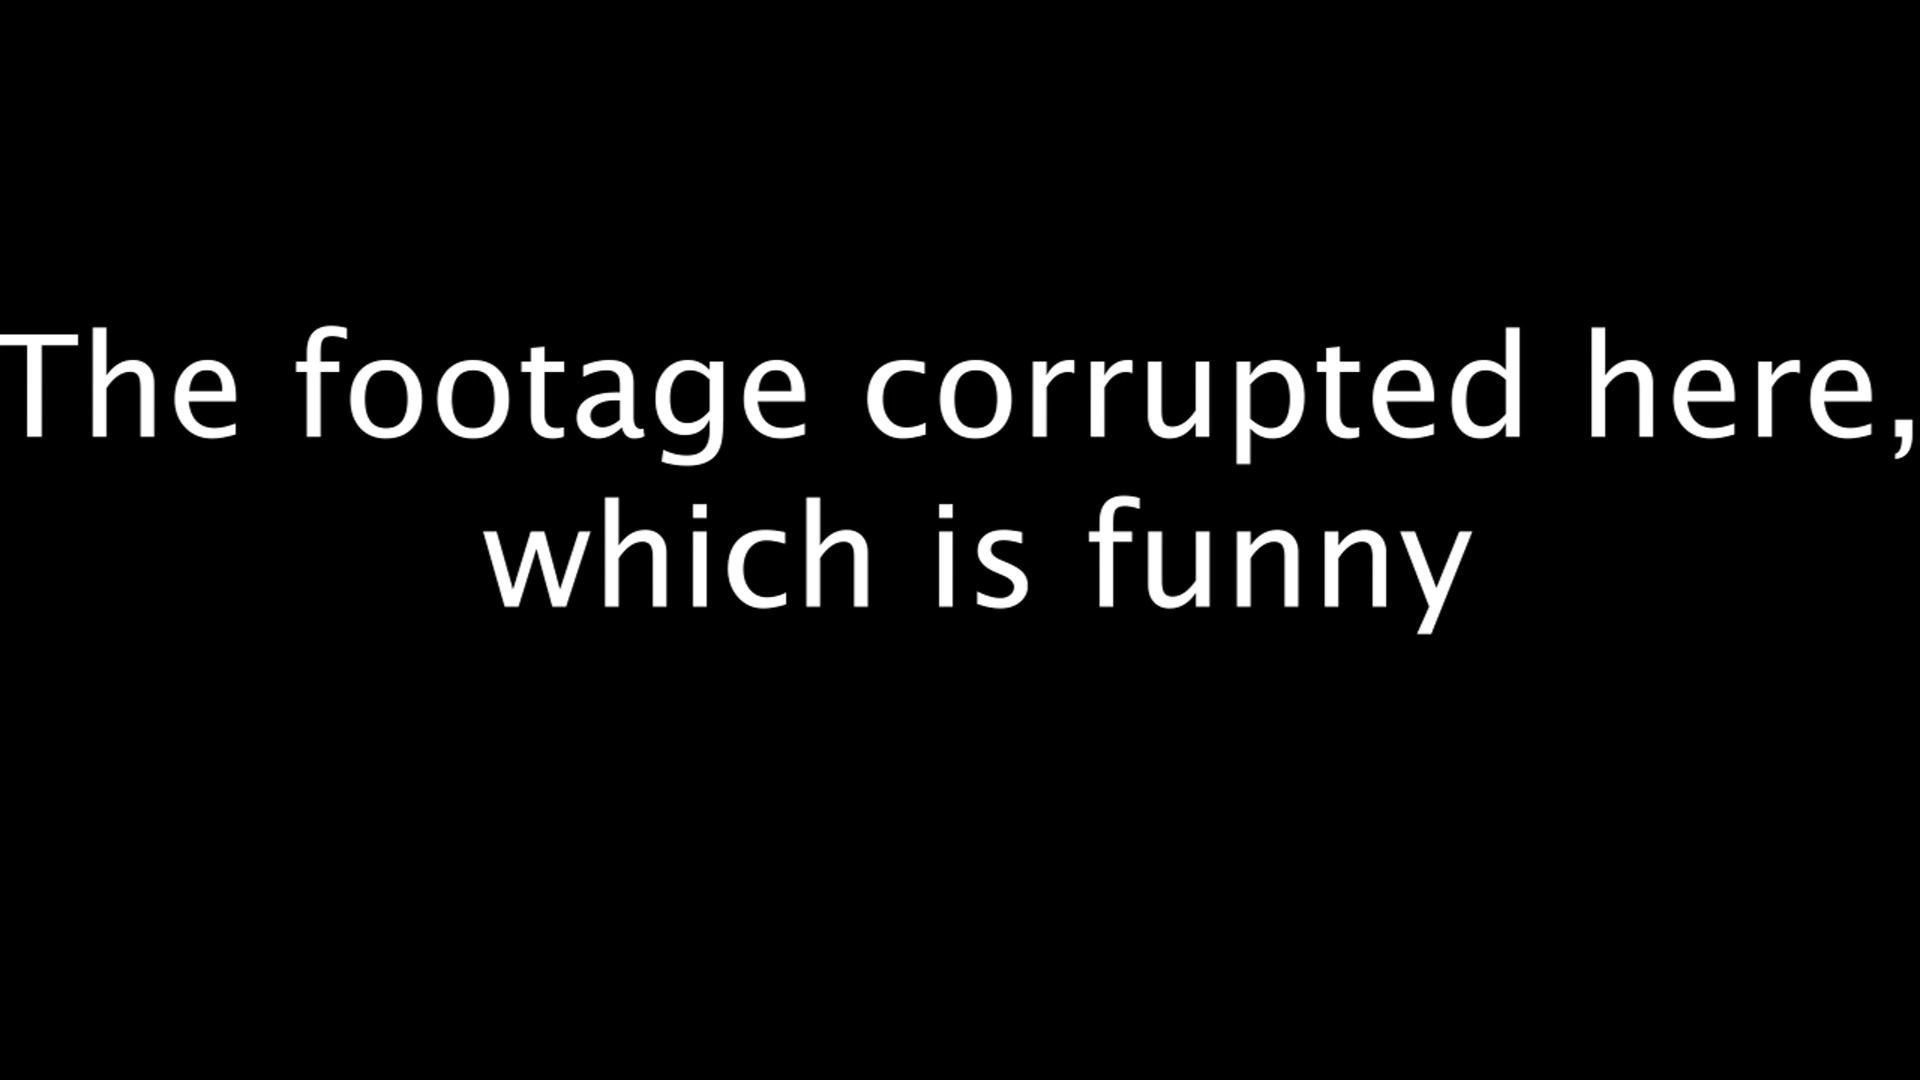 The footage corrupted here,
which is funny